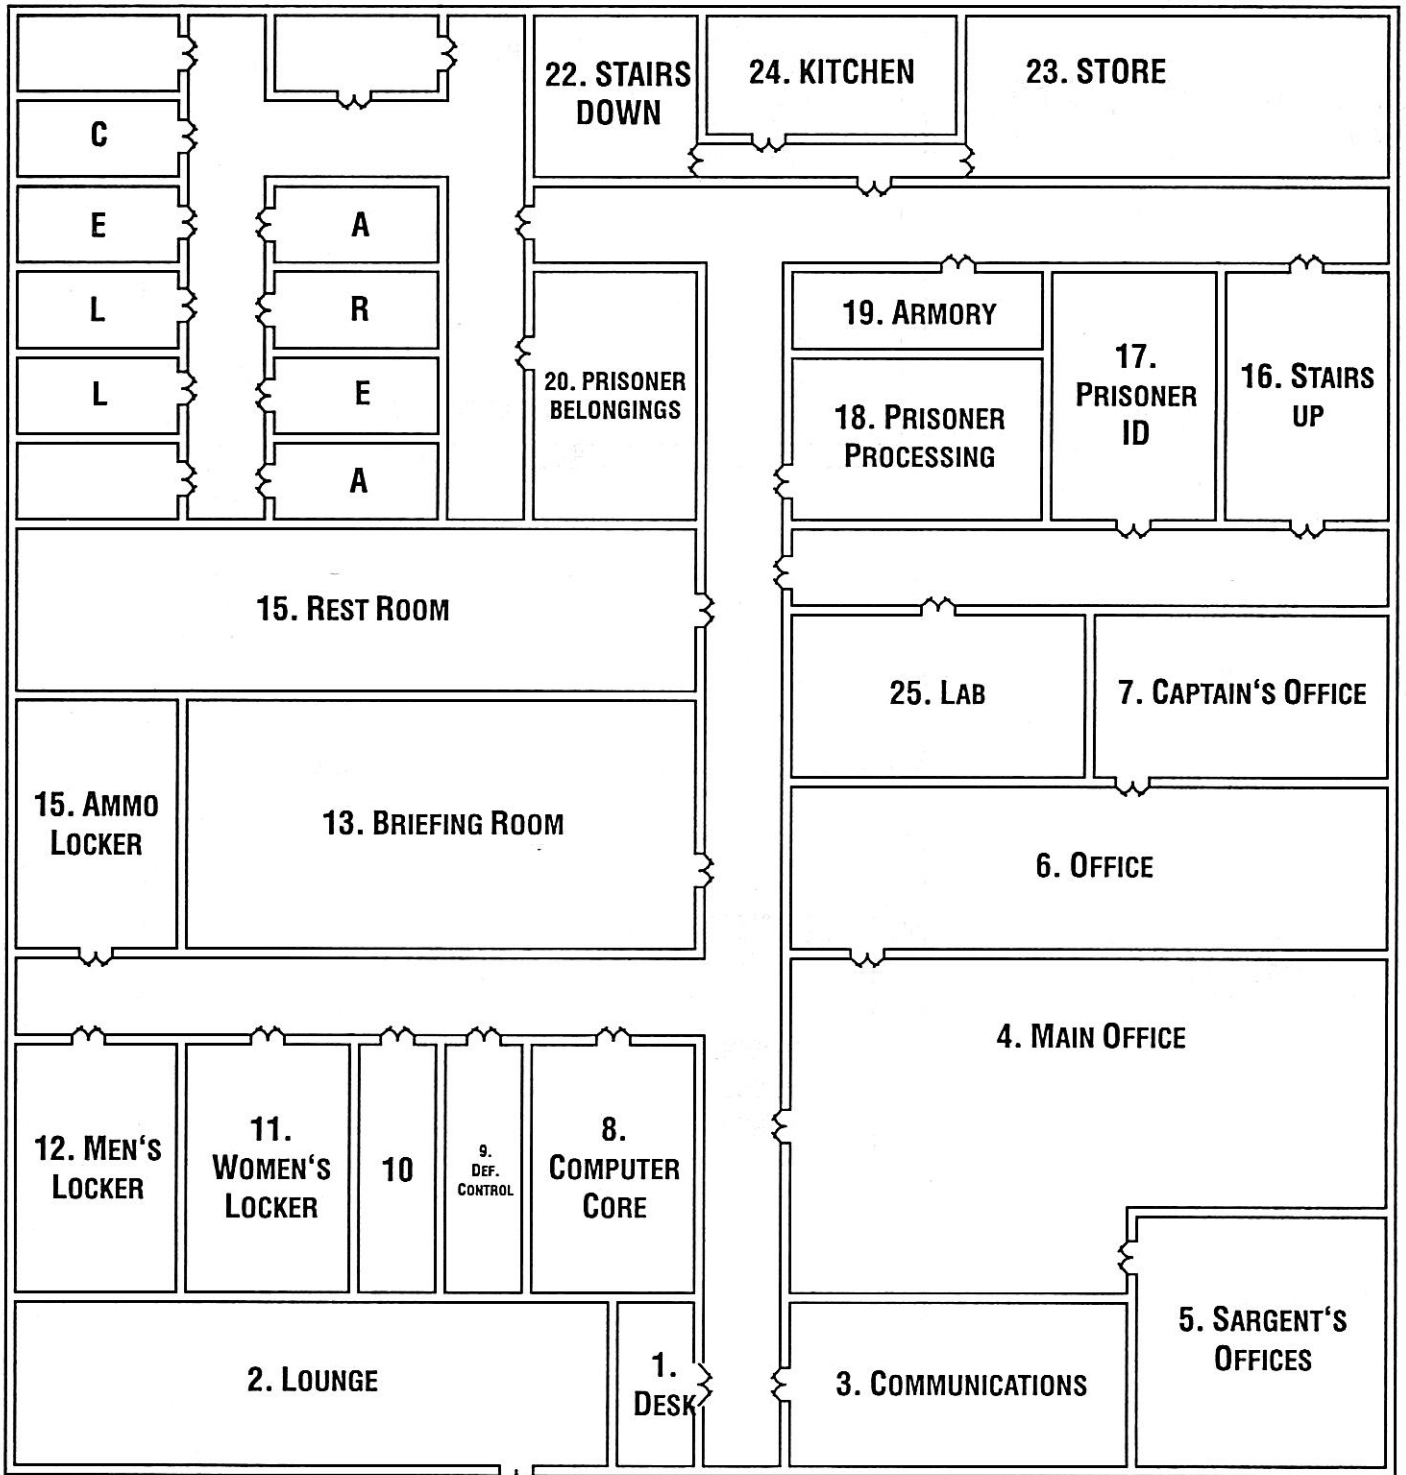 22. STAIRS
DOWN
24. KITCHEN
23. STORE
C
E
L
L
A
R
E
A
19. ARMORY
17.
PRISONER
ID
16. STAIRS
UP
20. PRISONER
BELONGINGS
18. PRISONER
PROCESSING
15. REST ROOM
25. LAB
7. CAPTAIN‘S OFFICE
15. AMMO
LOCKER
13. BRIEFING ROOM
6. OFFICE
4. MAIN OFFICE
12. MEN‘S
LOCKER
11.
WOMEN‘S
LOCKER
10
9.
DEF.
CONTROL
8.
COMPUTER
CORE
2. LOUNGE
1.
DESK
3. COMMUNICATIONS
5. SARGENT‘S
OFFICES